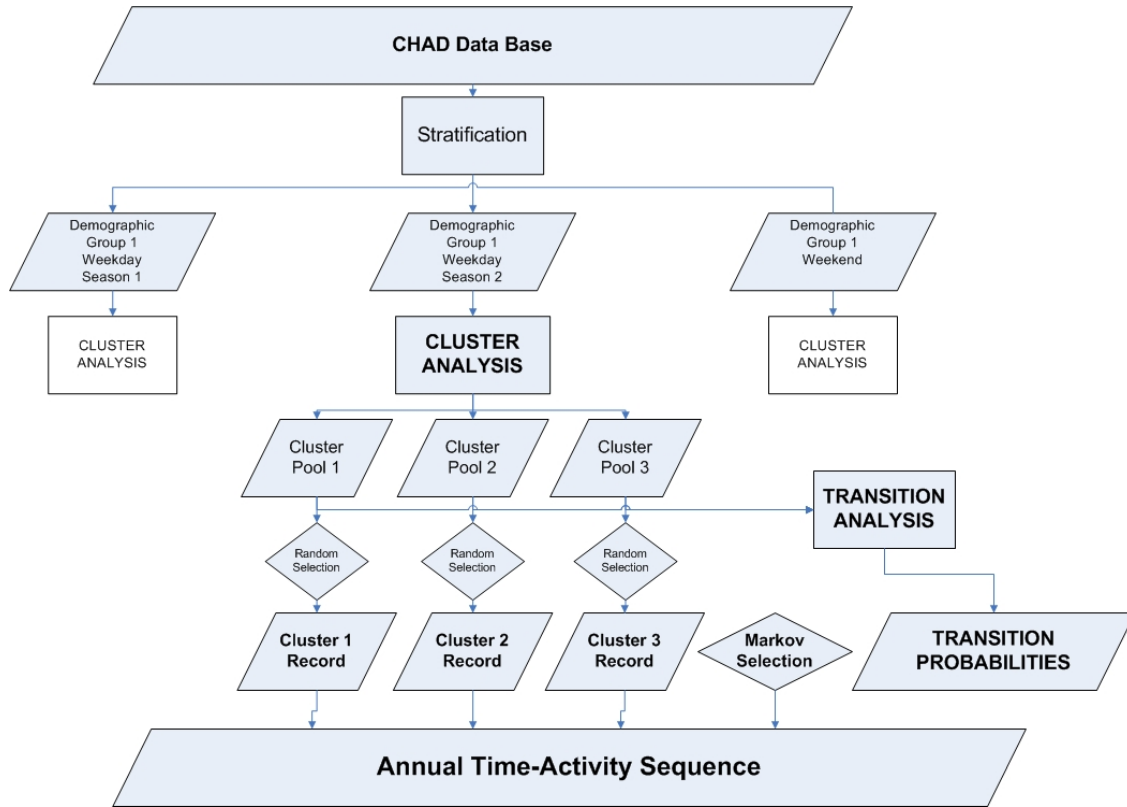 CHAD Data Base
Stratification
Demographic
Group 1
Weekday
Season 1
Demographic
Group 1
Weekday
Season 2
Demographic
Group 1
Weekend
CLUSTER
ANALYSIS
CLUSTER
ANALYSIS
CLUSTER
ANALYSIS
Cluster
Pool 1
Cluster
Pool 2
Cluster
Pool 3
TRANSITION
ANALYSIS
Random
Selection
Random
Selection
Random
Selection
Cluster 1
Record
Cluster 2
Record
Cluster 3
Record
Markov
Selection
TRANSITION
PROBABILITIES
Annual Time-Activity Sequence